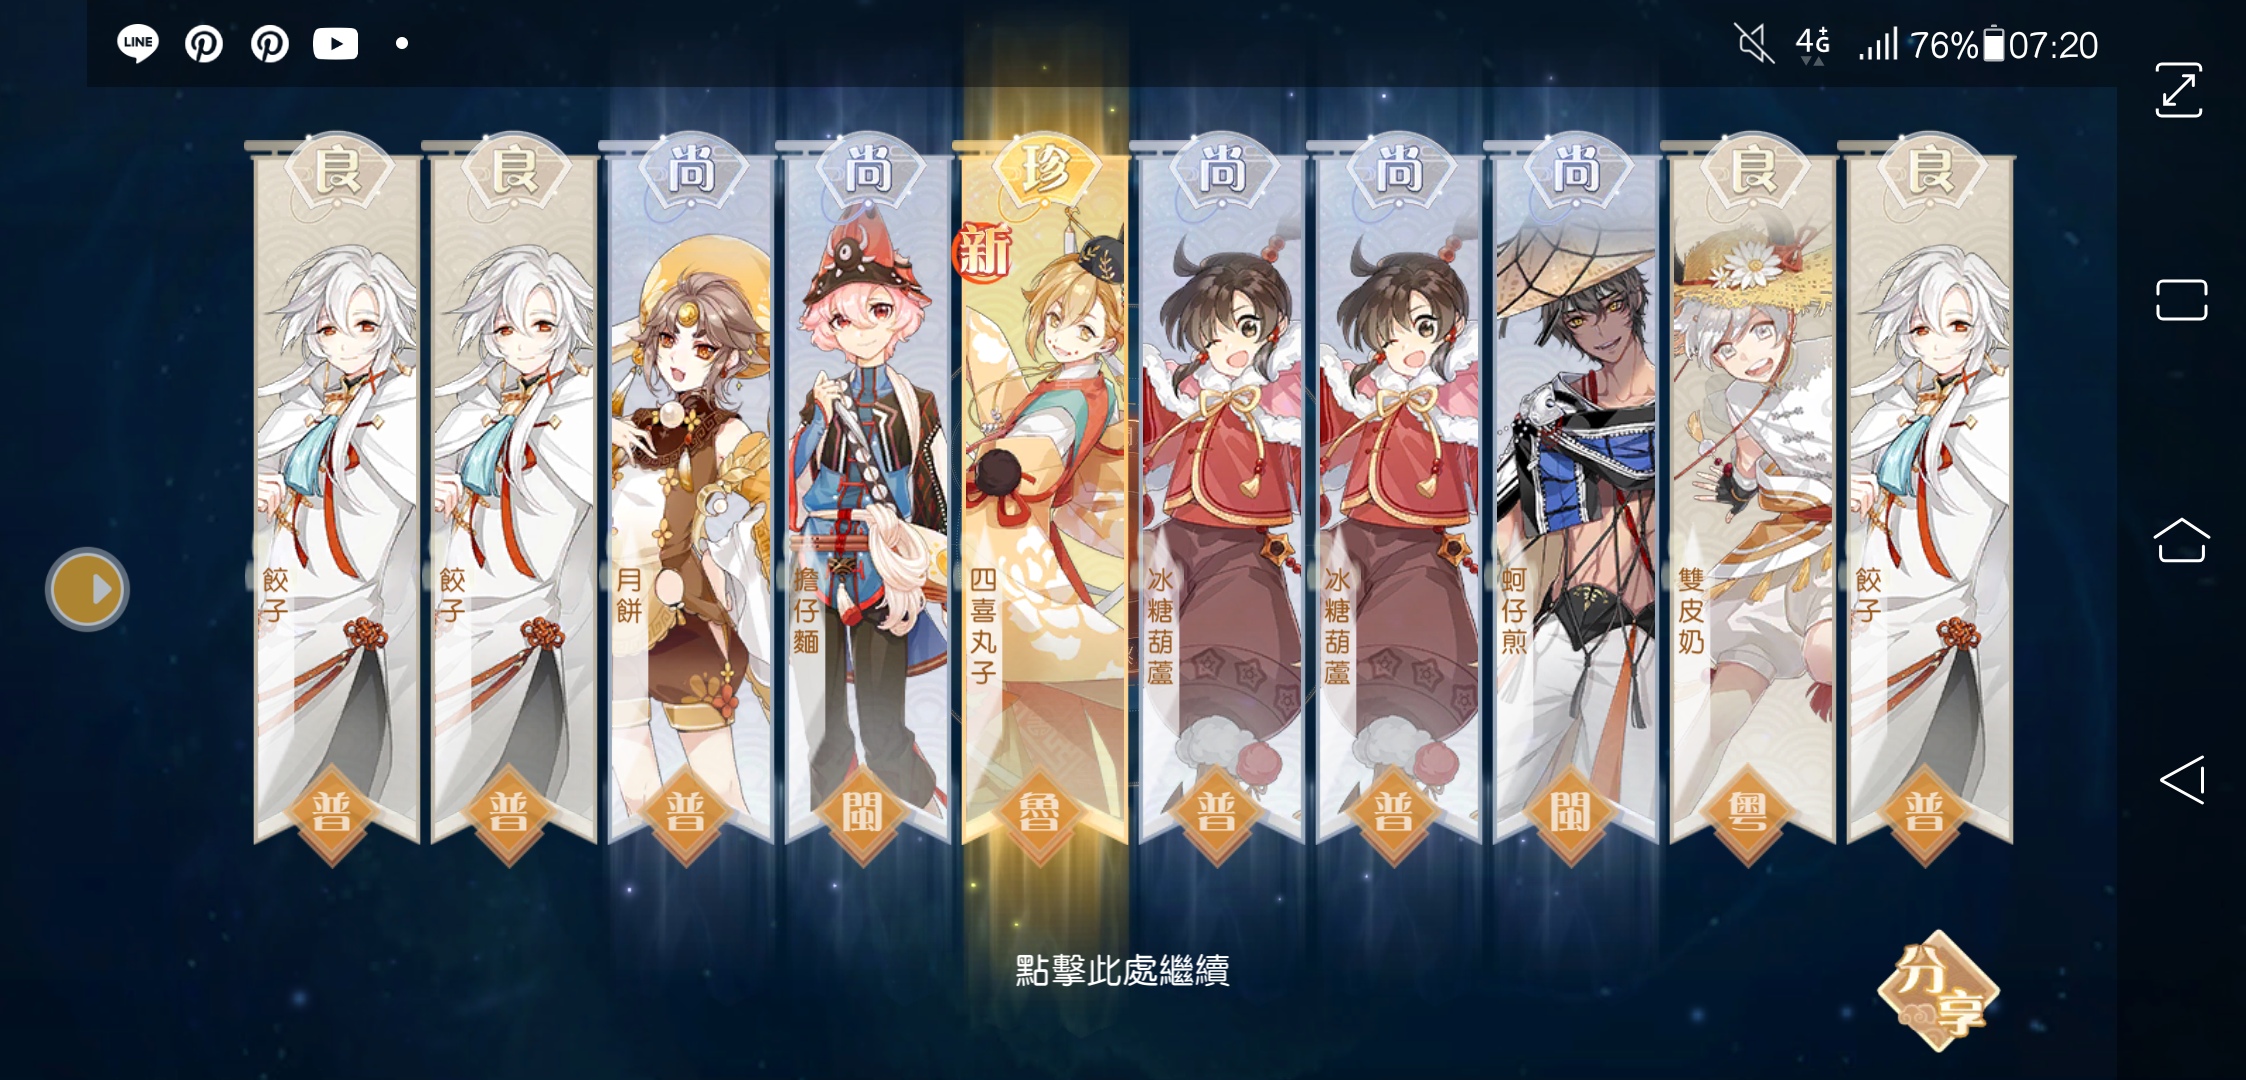 LINE
4G
76%
07:20
良
餃子
普
良
餃子
普
尚
月餅
普
尚
擔仔麵
閩
珍
新
四喜丸子
魯
尚
冰糖葫蘆
普
尚
冰糖葫蘆
普
尚
蚵仔煎
閩
良
雙皮奶
粵
良
餃子
普
點擊此處繼續
分享